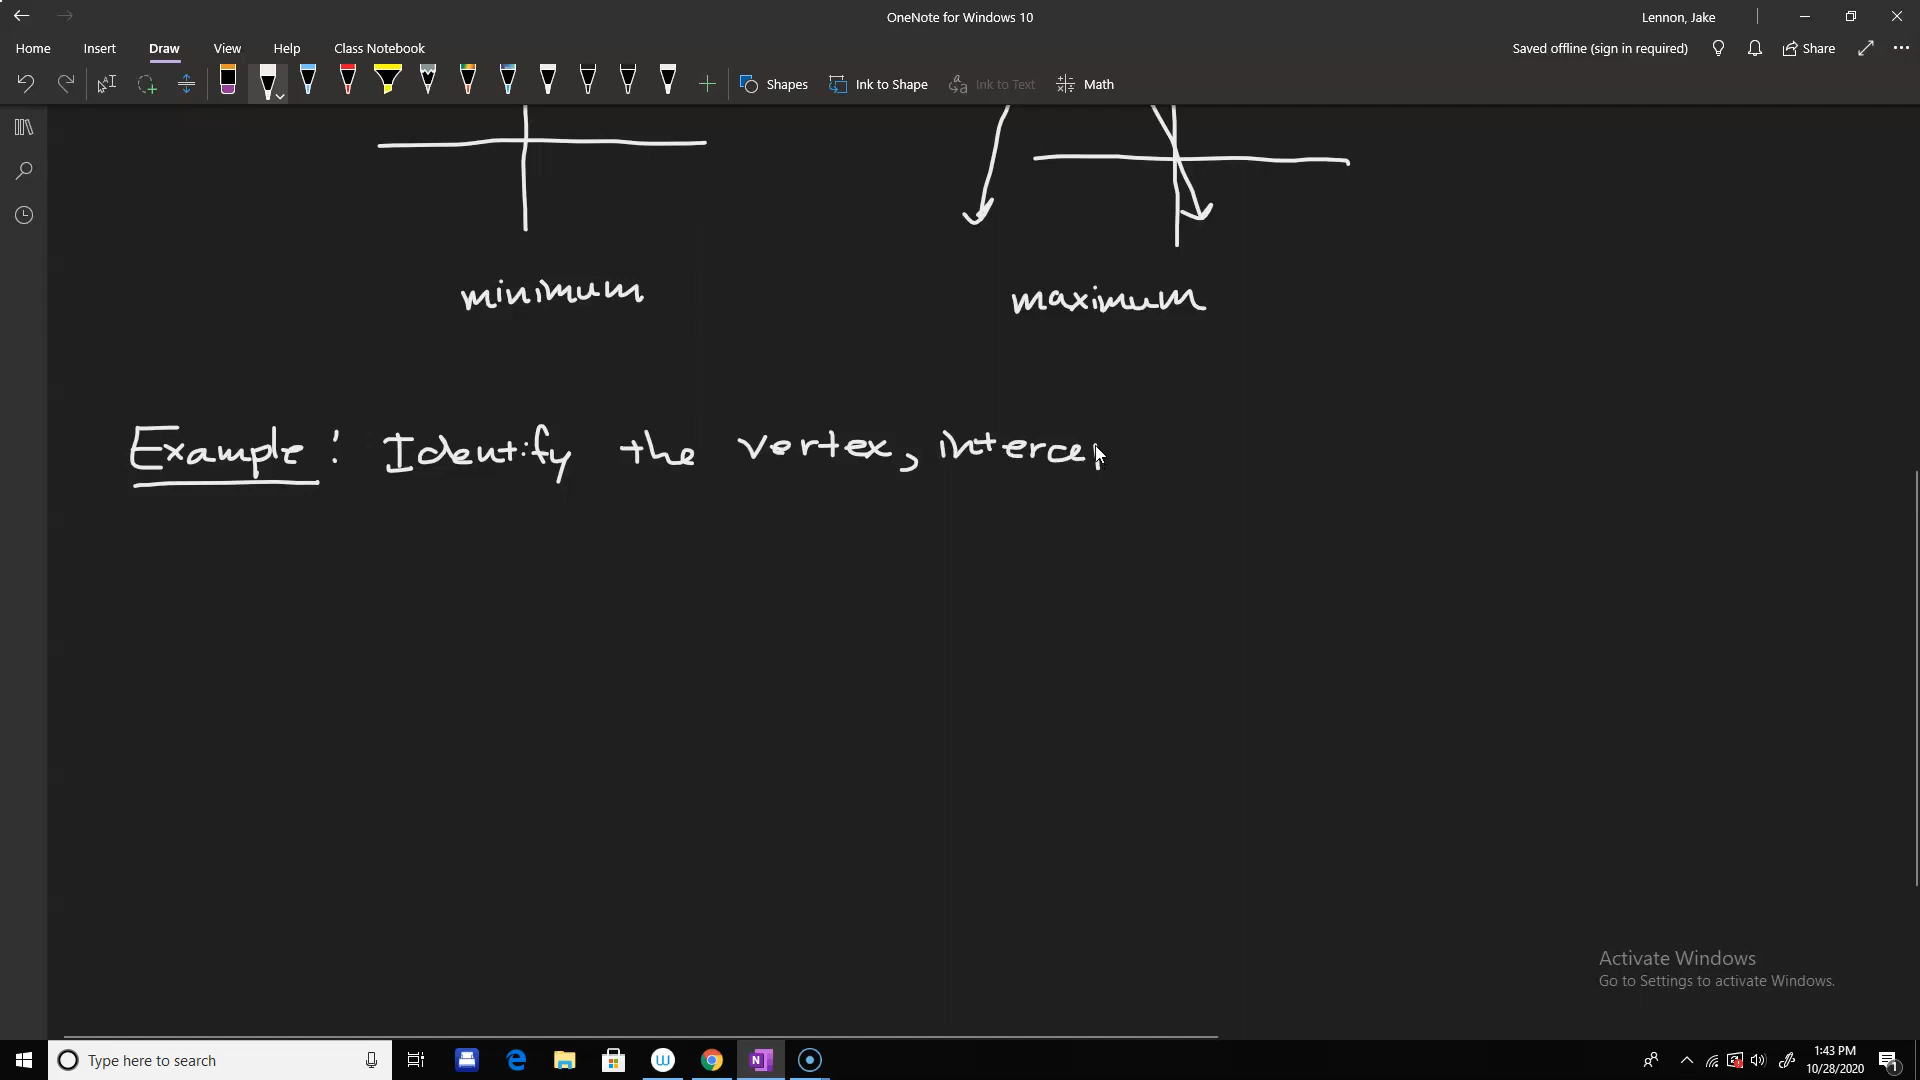 OneNote for Windows 10
Lennon, Jake
Home Insert Draw View Help Class Notebook
Saved offline (sign in required) Share
Shapes Ink to Shape Ink to Text Math
minimum maximum
Example: Identify the vertex, intercep
Activate Windows
Go to Settings to activate Windows.
Type here to search
1:43 PM
10/28/2020
1